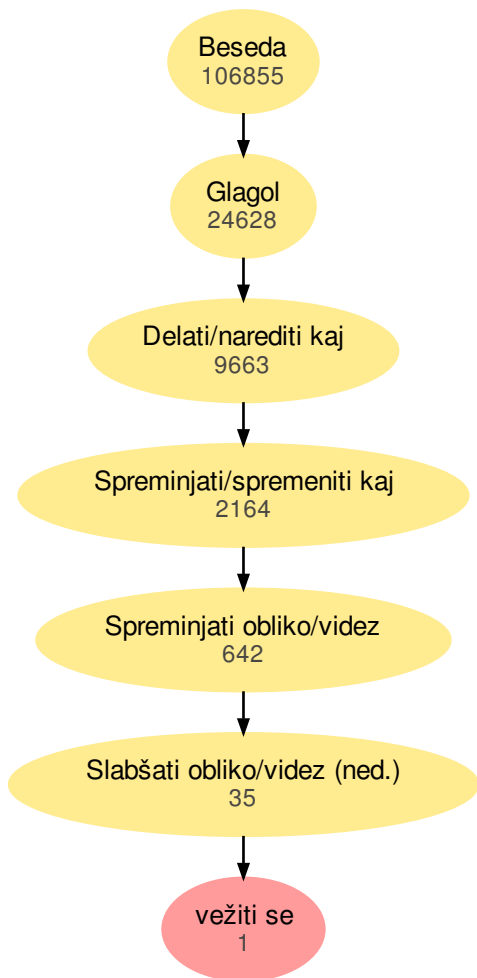 Beseda
106855
Glagol
24628
Delati/narediti kaj
9663
Spreminjati/spremeniti kaj
2164
Spreminjati obliko/videz
642
Slabšati obliko/videz (ned.)
35
vežiti se
1